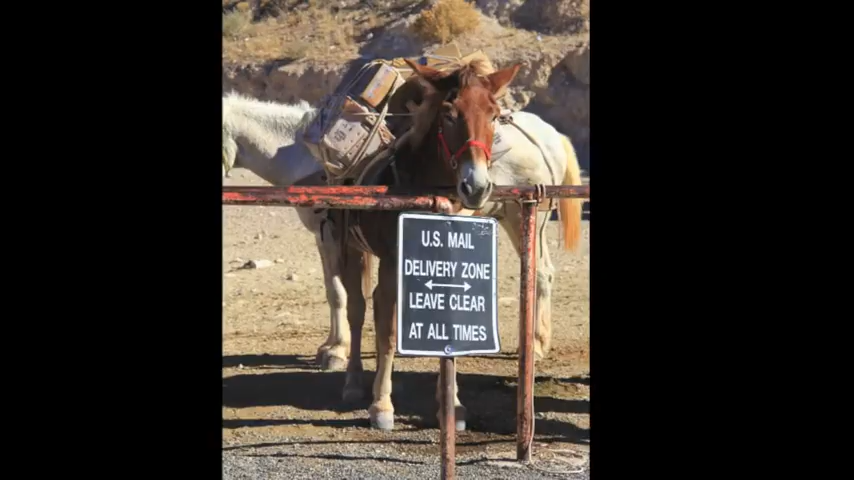 U.S. MAIL
DELIVERY ZONE
LEAVE CLEAR
AT ALL TIMES